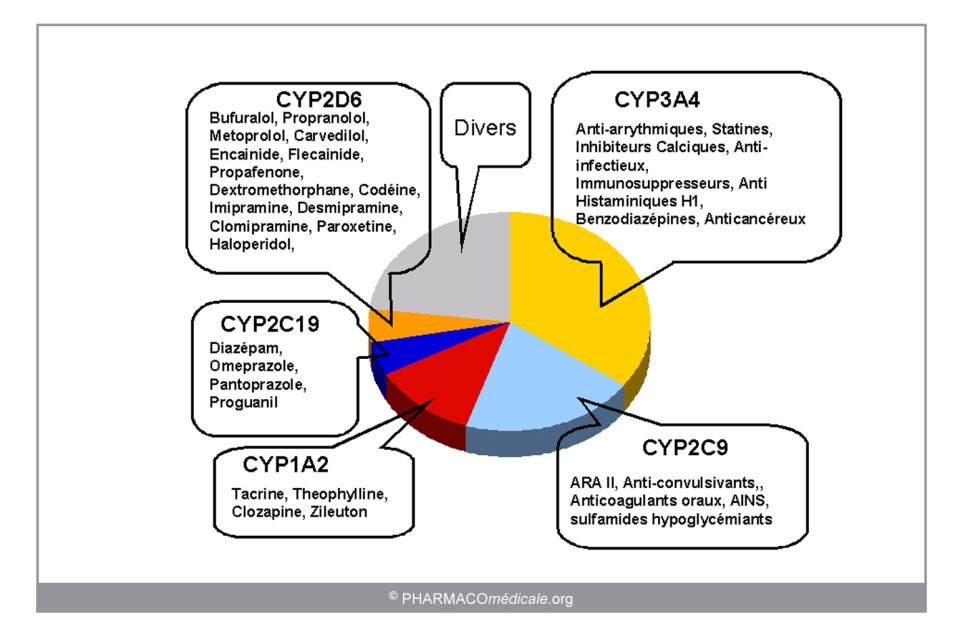 CYP2D6
Bufuralol, Propranolol,
Metoprolol, Carvedilol,
Encainide, Flecainide,
Propafenone,
Dextromethorphane, Codéine,
Imipramine, Desmipramine,
Clomipramine, Paroxetine,
Haloperidol,
Divers
CYP3A4
Anti-arrythmiques, Statines,
Inhibiteurs Calciques, Anti-
infectieux,
Immunosuppresseurs, Anti
Histaminiques H1,
Benzodiazépines, Anticancéreux
CYP2C19
Diazépam,
Omeprazole,
Pantoprazole,
Proguanil
CYP1A2
Tacrine, Theophylline,
Clozapine, Zileuton
CYP2C9
ARA II, Anti-convulsivants,,
Anticoagulants oraux, AINS,
sulfamides hypoglycémiants
© PHARMACOmédicale.org